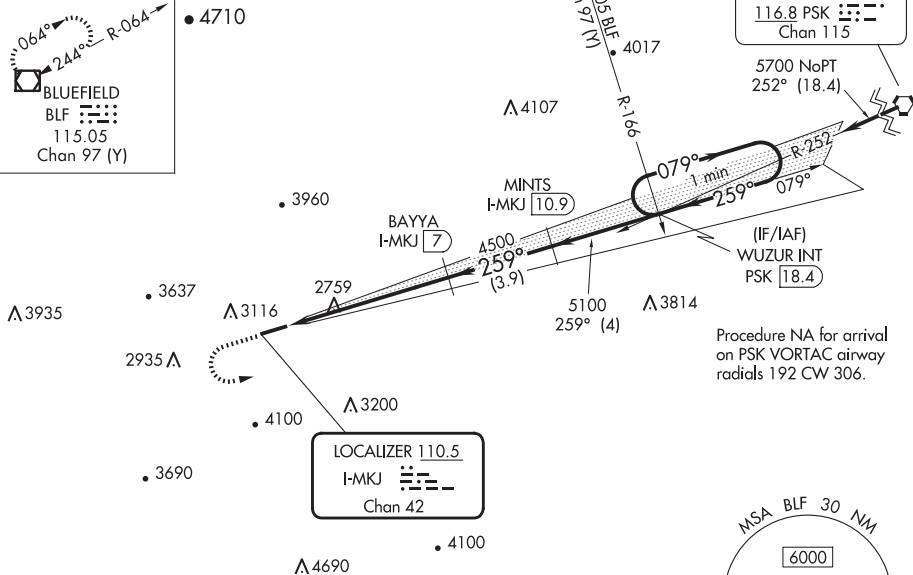 064°
R-064
244°
BLUEFIELD
BLF
115.05
Chan 97 (Y)
4710
05 BLF
97 (Y)
R-166
4017
116.8 PSK
Chan 115
5700 NoPT
252° (18.4)
4107
R-252
079°
1 min
259°
079°
3960
MINTS
I-MKJ 10.9
BAYYA
I-MKJ 7
4500
259°
(3.9)
(IF/IAF)
WUZUR INT
PSK 18.4
3637
2759
3935
3116
5100
259° (4)
3814
2935
Procedure NA for arrival
on PSK VORTAC airway
radials 192 CW 306.
3200
4100
LOCALIZER 110.5
I-MKJ
Chan 42
3690
4100
4690
MSA BLF 30 NM
6000